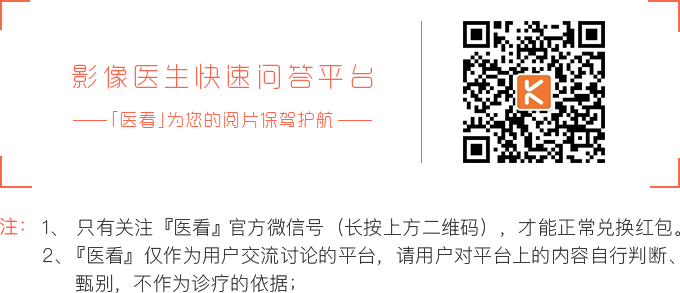 影像医生快速问答平台
——「医看」为您的阅片保驾护航——
注：1、 只有关注『医看』官方微信号（长按上方二维码），才能正常兑换红包。
2、『医看』仅作为用户交流讨论的平台，请用户对平台上的内容自行判断、
甄别，不作为诊疗的依据；